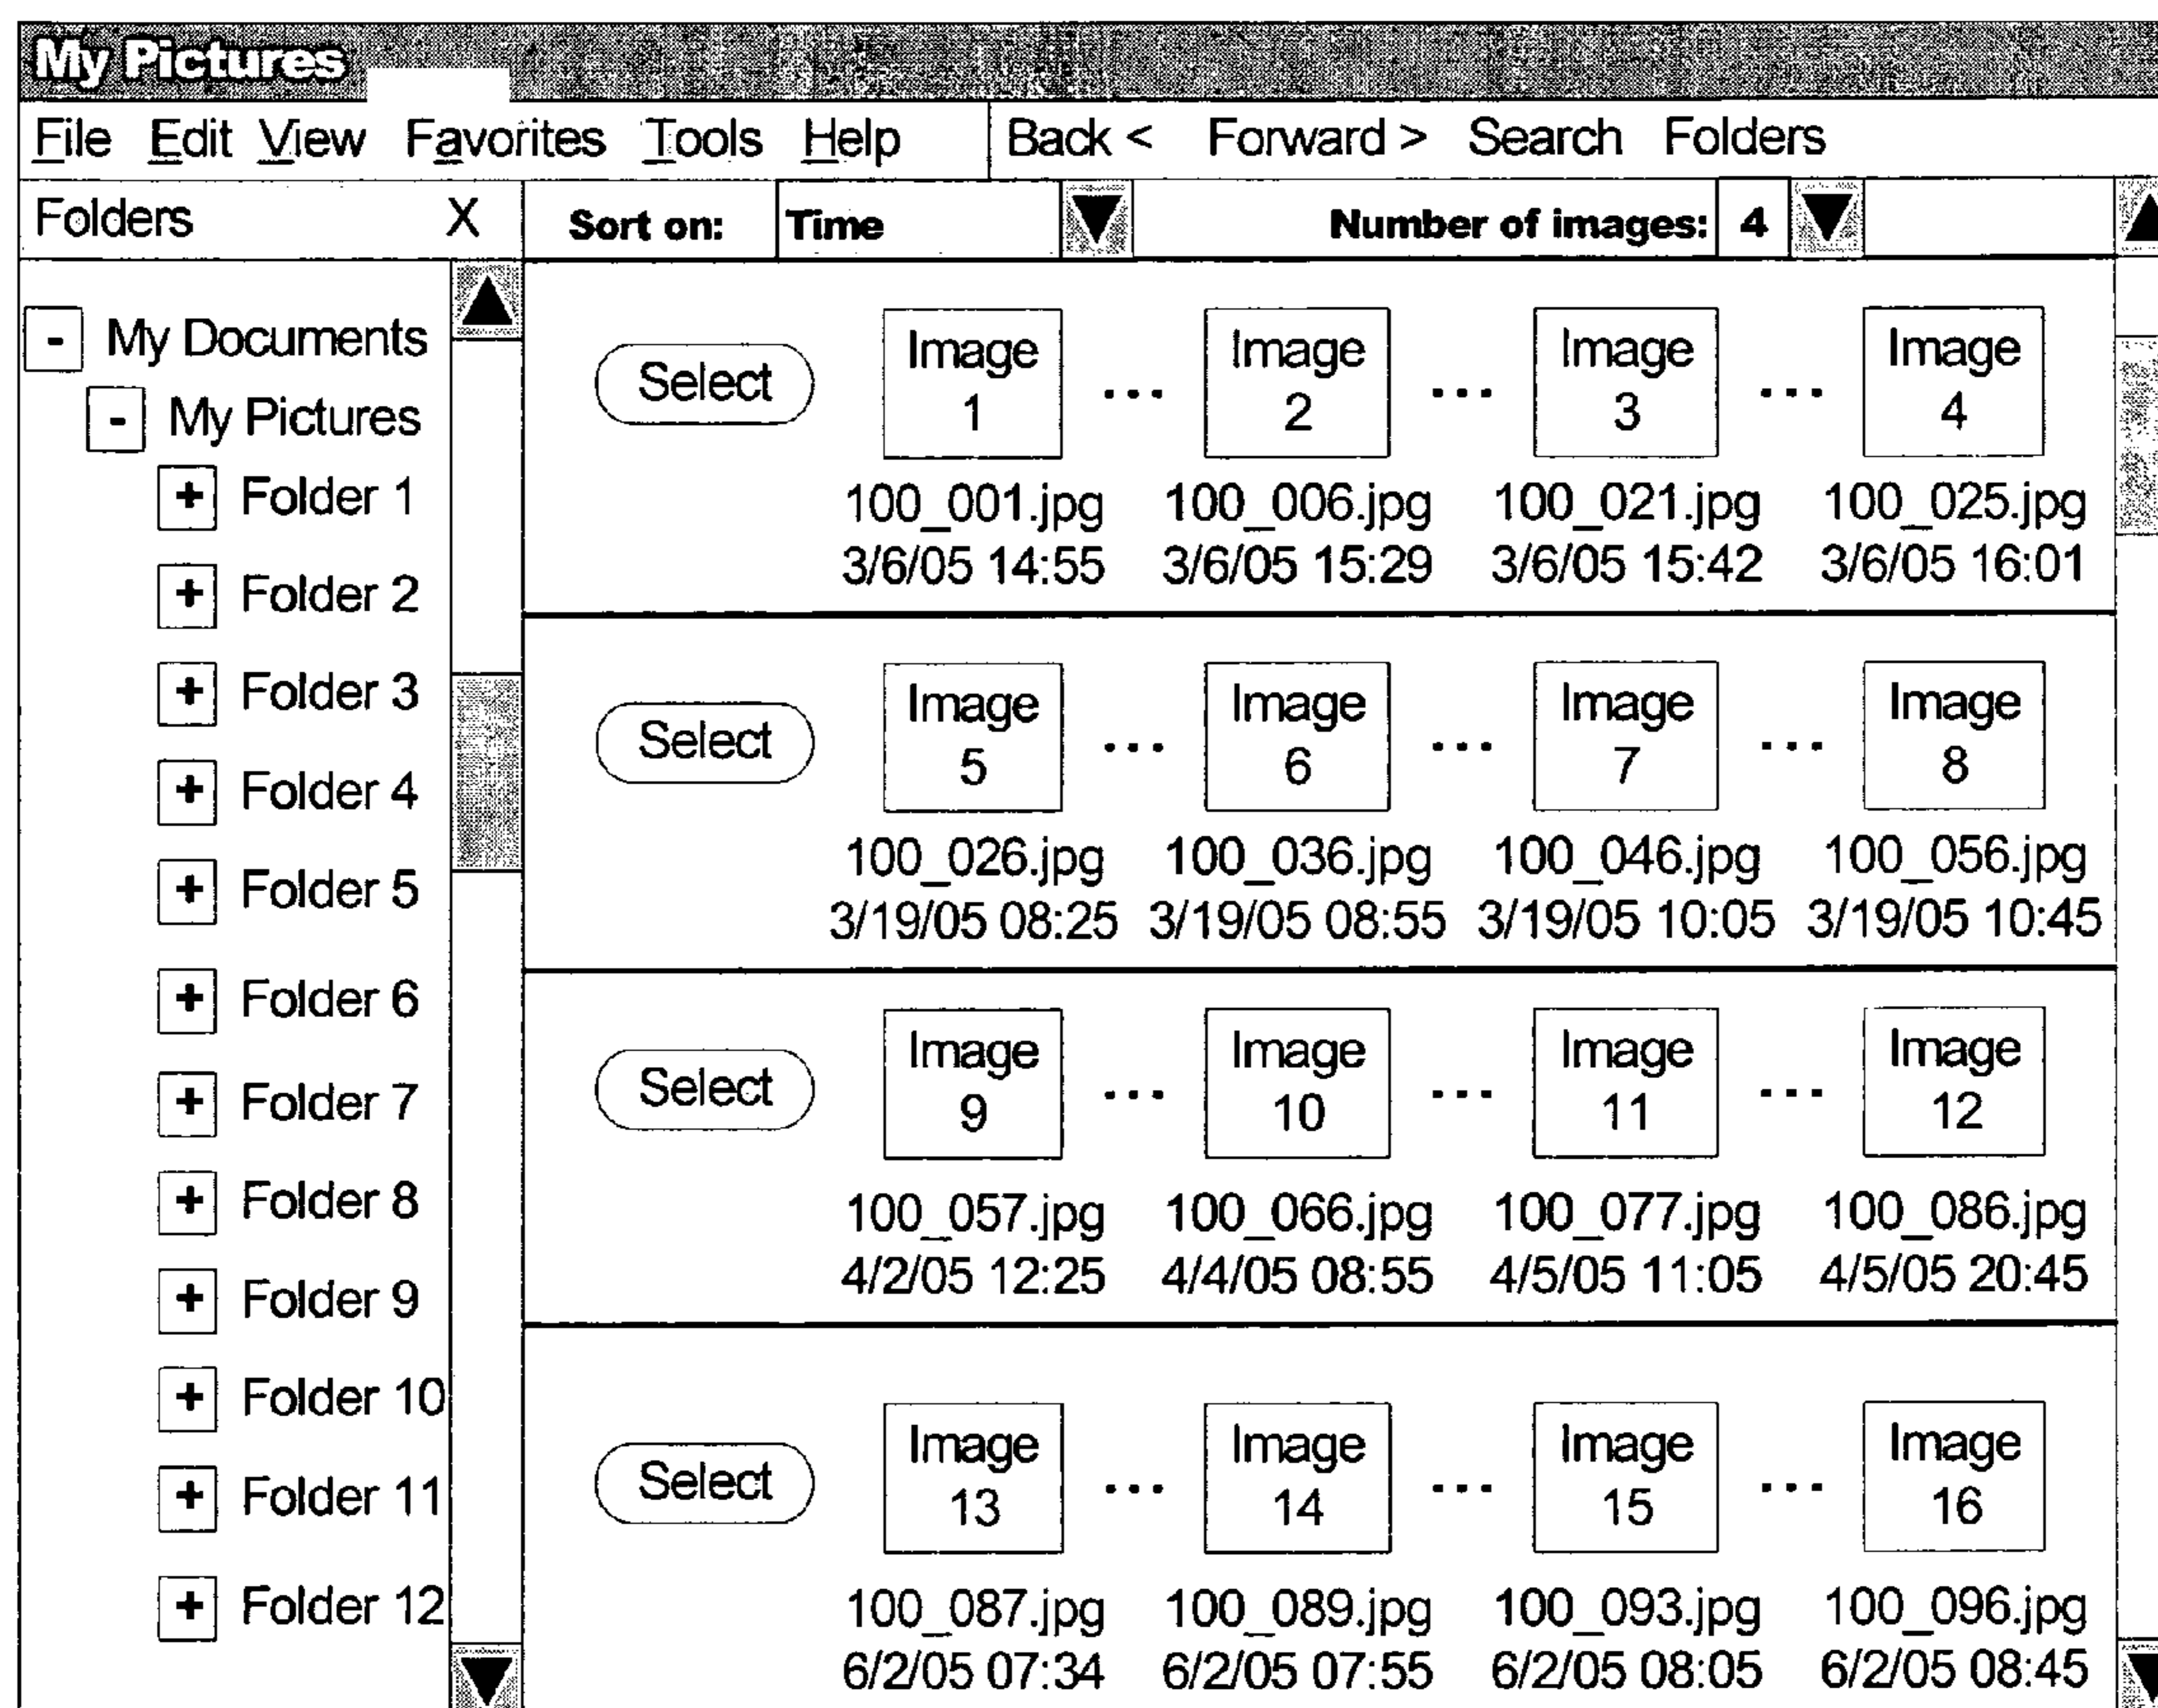 My Pictures
File Edit View Favorites Tools Help Back < Forward > Search Folders
Folders X
Sort on: Time Number of images: 4
- My Documents
- My Pictures
+ Folder 1
+ Folder 2
+ Folder 3
+ Folder 4
+ Folder 5
+ Folder 6
+ Folder 7
+ Folder 8
+ Folder 9
+ Folder 10
+ Folder 11
+ Folder 12
Select Image 1 ... Image 2 ... Image 3 ... Image 4
100_001.jpg 100_006.jpg 100_021.jpg 100_025.jpg
3/6/05 14:55 3/6/05 15:29 3/6/05 15:42 3/6/05 16:01
Select Image 5 ... Image 6 ... Image 7 ... Image 8
100_026.jpg 100_036.jpg 100_046.jpg 100_056.jpg
3/19/05 08:25 3/19/05 08:55 3/19/05 10:05 3/19/05 10:45
Select Image 9 ... Image 10 ... Image 11 ... Image 12
100_057.jpg 100_066.jpg 100_077.jpg 100_086.jpg
4/2/05 12:25 4/4/05 08:55 4/5/05 11:05 4/5/05 20:45
Select Image 13 ... Image 14 ... Image 15 ... Image 16
100_087.jpg 100_089.jpg 100_093.jpg 100_096.jpg
6/2/05 07:34 6/2/05 07:55 6/2/05 08:05 6/2/05 08:45